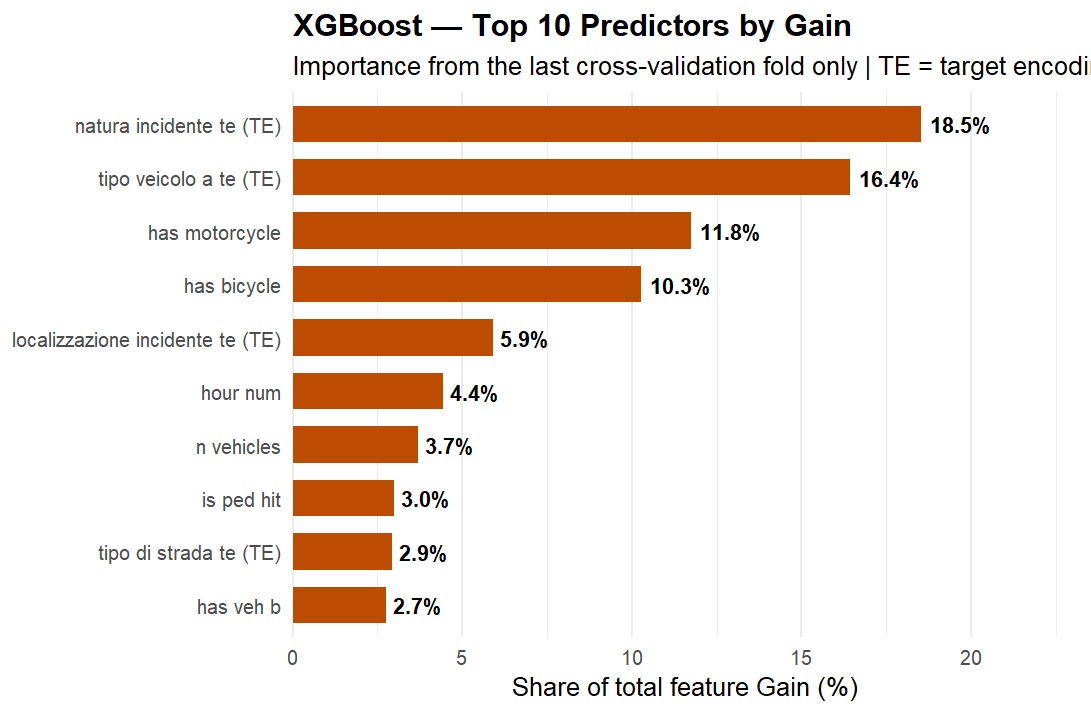 XGBoost — Top 10 Predictors by Gain
Importance from the last cross-validation fold only | TE = target encodi
natura incidente te (TE) 18.5%
tipo veicolo a te (TE) 16.4%
has motorcycle 11.8%
has bicycle 10.3%
localizzazione incidente te (TE) 5.9%
hour num 4.4%
n vehicles 3.7%
is ped hit 3.0%
tipo di strada te (TE) 2.9%
has veh b 2.7%
0 5 10 15 20
Share of total feature Gain (%)